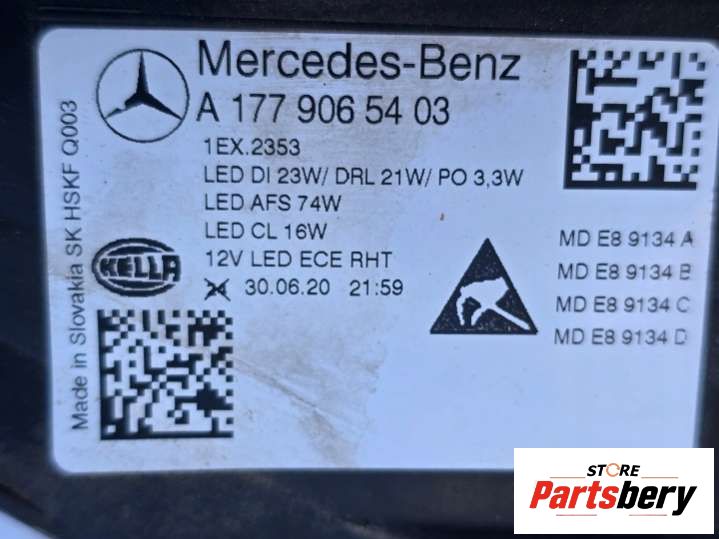 Mercedes-Benz
A 177 906 54 03
1EX.2353
LED DI 23W/ DRL 21W/ PO 3,3W
LED AFS 74W
LED CL 16W
12V LED ECE RHT
30.06.20 21:59
HELLA
Made in Slovakia SK HSKF Q003
MD E8 9134 A
MD E8 9134 B
MD E8 9134 C
MD E8 9134 D
STORE
Partsbery